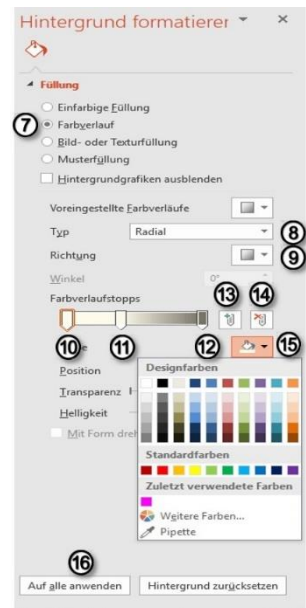 Hintergrund formatieren
Füllung
Einfarbige Füllung
⑦ Farbverlauf
Bild- oder Texturfüllung
Musterfüllung
Hintergrundgrafiken ausblenden
Voreingestellte Farbverläufe
Typ Radial ⑧
Richtung ⑨
Winkel 0°
Farbverlaufstopps ⑬ ⑭
⑩ ⑪ ⑫ ⑮
Position Designfarben
Transparenz
Helligkeit
Mit Form dreh
Standardfarben
Zuletzt verwendete Farben
Weitere Farben...
Pipette
⑯
Auf alle anwenden Hintergrund zurücksetzen